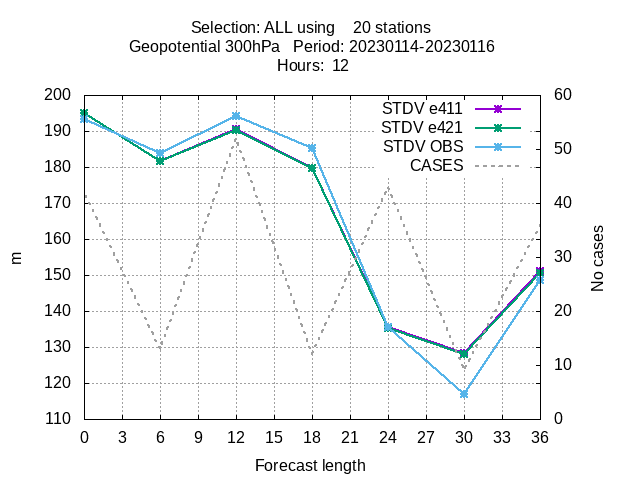 Selection: ALL using    20 stations
Geopotential 300hPa   Period: 20230114-20230116
Hours:  12
200 60
190 50
180 40
170
160 30
150
140 20
130 10
120
110 0
STDV e411
STDV e421
STDV OBS
CASES
m
No cases
0 3 6 9 12 15 18 21 24 27 30 33 36
Forecast length